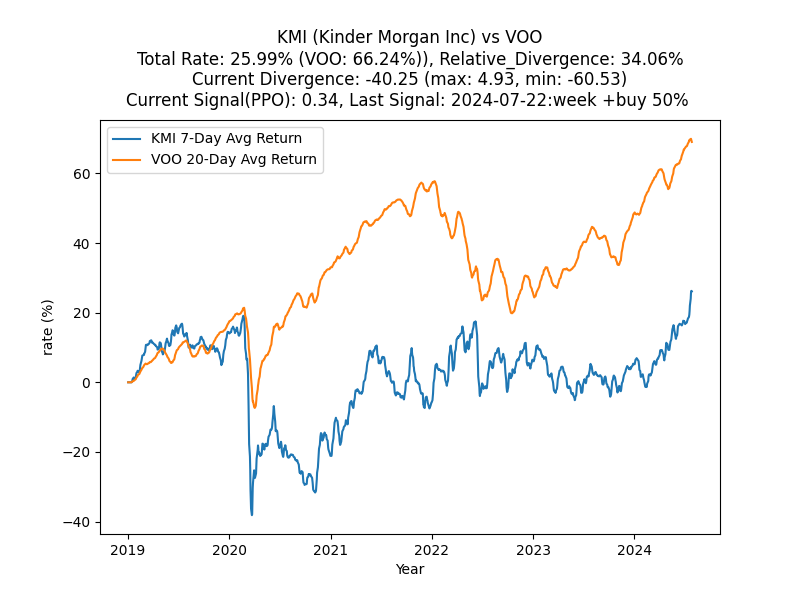 KMI (Kinder Morgan Inc) vs VOO
Total Rate: 25.99% (VOO: 66.24%)), Relative_Divergence: 34.06%
Current Divergence: -40.25 (max: 4.93, min: -60.53)
Current Signal(PPO): 0.34, Last Signal: 2024-07-22:week +buy 50%
KMI 7-Day Avg Return
VOO 20-Day Avg Return
rate (%)
60
40
20
0
−20
−40
2019 2020 2021 2022 2023 2024
Year